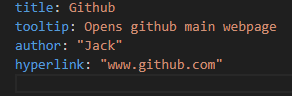 title: Github
tooltip: Opens github main webpage
author: "Jack"
hyperlink: "www.github.com"